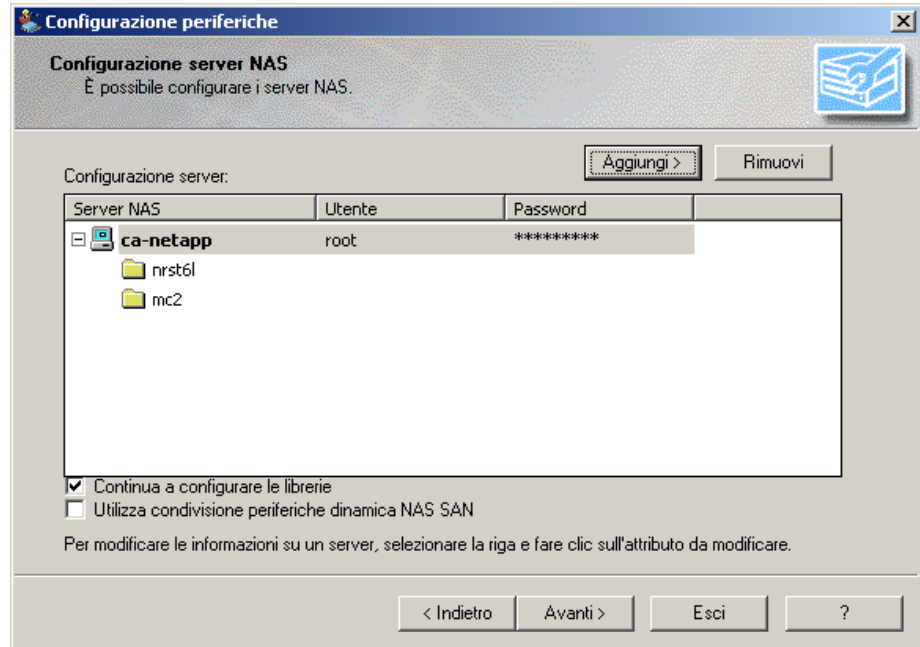 Configurazione periferiche
Configurazione server NAS
È possibile configurare i server NAS.
Aggiungi >
Rimuovi
Configurazione server:
Server NAS Utente Password
ca-netapp root *********
nrst6l
mc2
Continua a configurare le librerie
Utilizza condivisione periferiche dinamica NAS SAN
Per modificare le informazioni su un server, selezionare la riga e fare clic sull'attributo da modificare.
< Indietro Avanti > Esci ?